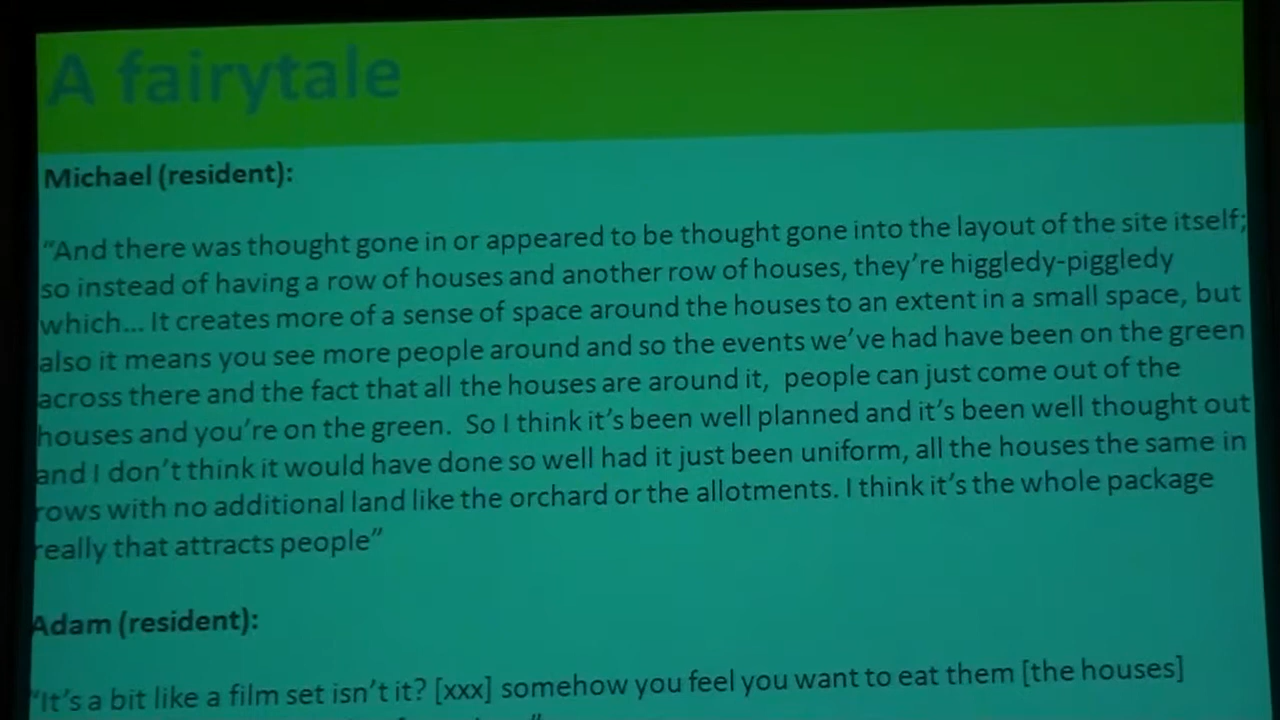 A fairytale
Michael (resident):
“And there was thought gone in or appeared to be thought gone into the layout of the site itself;
so instead of having a row of houses and another row of houses, they’re higgledy-piggledy
which... It creates more of a sense of space around the houses to an extent in a small space, but
also it means you see more people around and so the events we’ve had have been on the green
across there and the fact that all the houses are around it,  people can just come out of the
houses and you’re on the green.  So I think it’s been well planned and it’s been well thought out
and I don’t think it would have done so well had it just been uniform, all the houses the same in
rows with no additional land like the orchard or the allotments. I think it’s the whole package
really that attracts people”
Adam (resident):
“It’s a bit like a film set isn’t it? [xxx] somehow you feel you want to eat them [the houses]